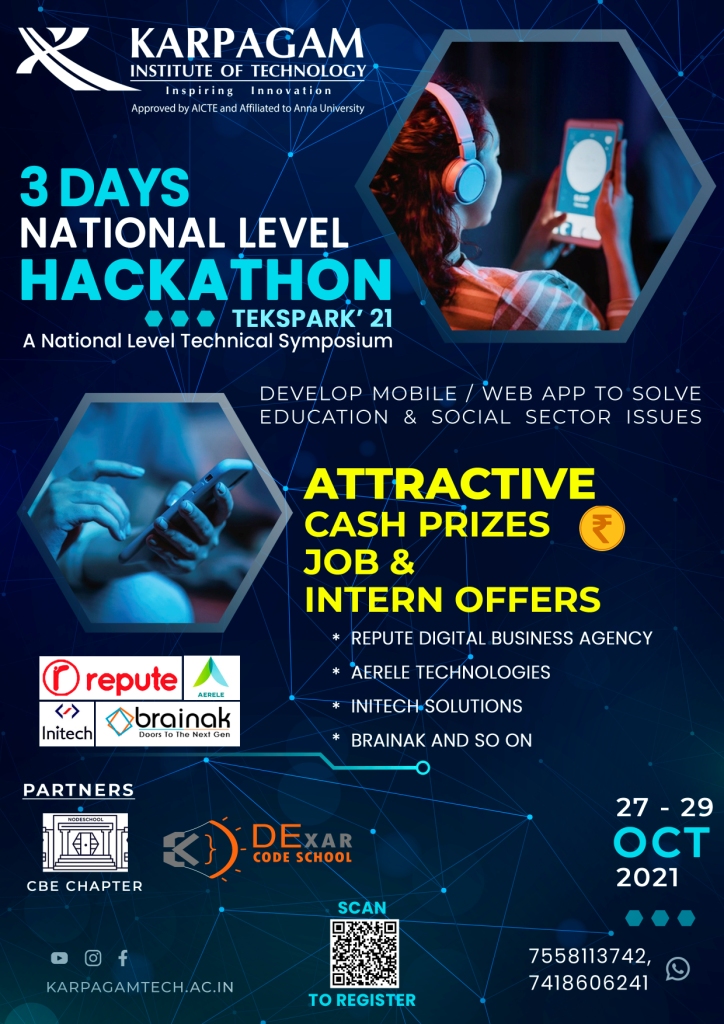 KARPAGAM
INSTITUTE OF TECHNOLOGY
Inspiring Innovation
Approved by AICTE and Affiliated to Anna University
3 DAYS
NATIONAL LEVEL
HACKATHON
TEKSPARK' 21
A National Level Technical Symposium
DEVELOP MOBILE / WEB APP TO SOLVE
EDUCATION & SOCIAL SECTOR ISSUES
ATTRACTIVE
CASH PRIZES ₹
JOB &
INTERN OFFERS
* REPUTE DIGITAL BUSINESS AGENCY
* AERELE TECHNOLOGIES
* INITECH SOLUTIONS
* BRAINAK AND SO ON
r repute
AERELE
Initech
brainak
Doors To The Next Gen
PARTNERS
NODESCHOOL
CBE CHAPTER
DEXAR
CODE SCHOOL
27 - 29
OCT
2021
SCAN
TO REGISTER
KARPAGAMTECH.AC.IN
7558113742,
7418606241